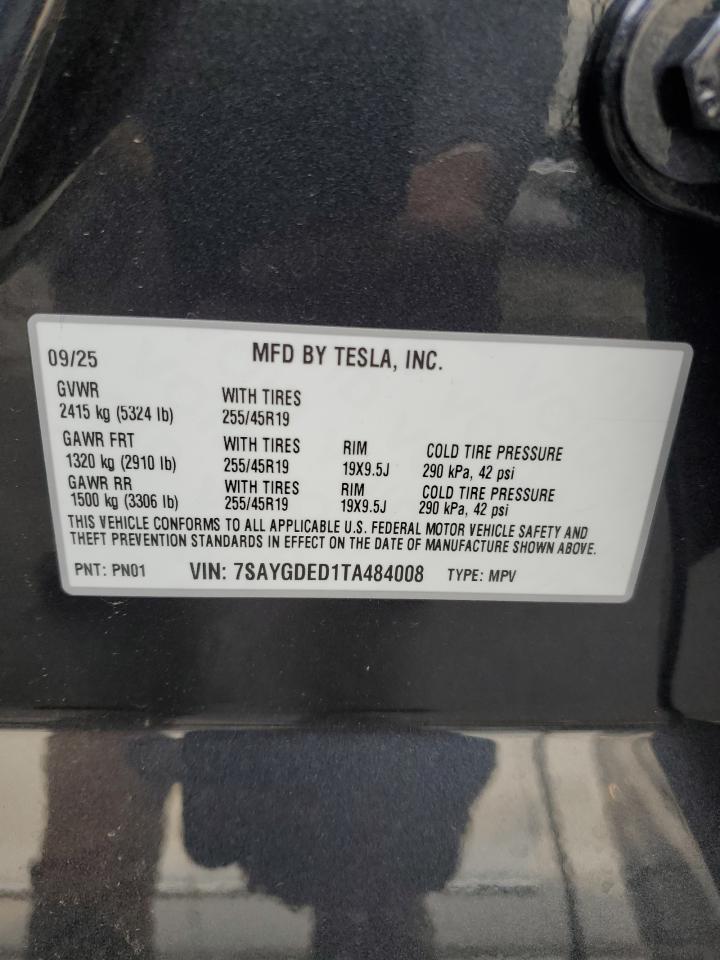 09/25 MFD BY TESLA, INC.
GVWR WITH TIRES
2415 kg (5324 lb) 255/45R19
GAWR FRT WITH TIRES RIM COLD TIRE PRESSURE
1320 kg (2910 lb) 255/45R19 19X9.5J 290 kPa, 42 psi
GAWR RR WITH TIRES RIM COLD TIRE PRESSURE
1500 kg (3306 lb) 255/45R19 19X9.5J 290 kPa, 42 psi
THIS VEHICLE CONFORMS TO ALL APPLICABLE U.S. FEDERAL MOTOR VEHICLE SAFETY AND
THEFT PREVENTION STANDARDS IN EFFECT ON THE DATE OF MANUFACTURE SHOWN ABOVE.
PNT: PN01 VIN: 7SAYGDED1TA484008 TYPE: MPV